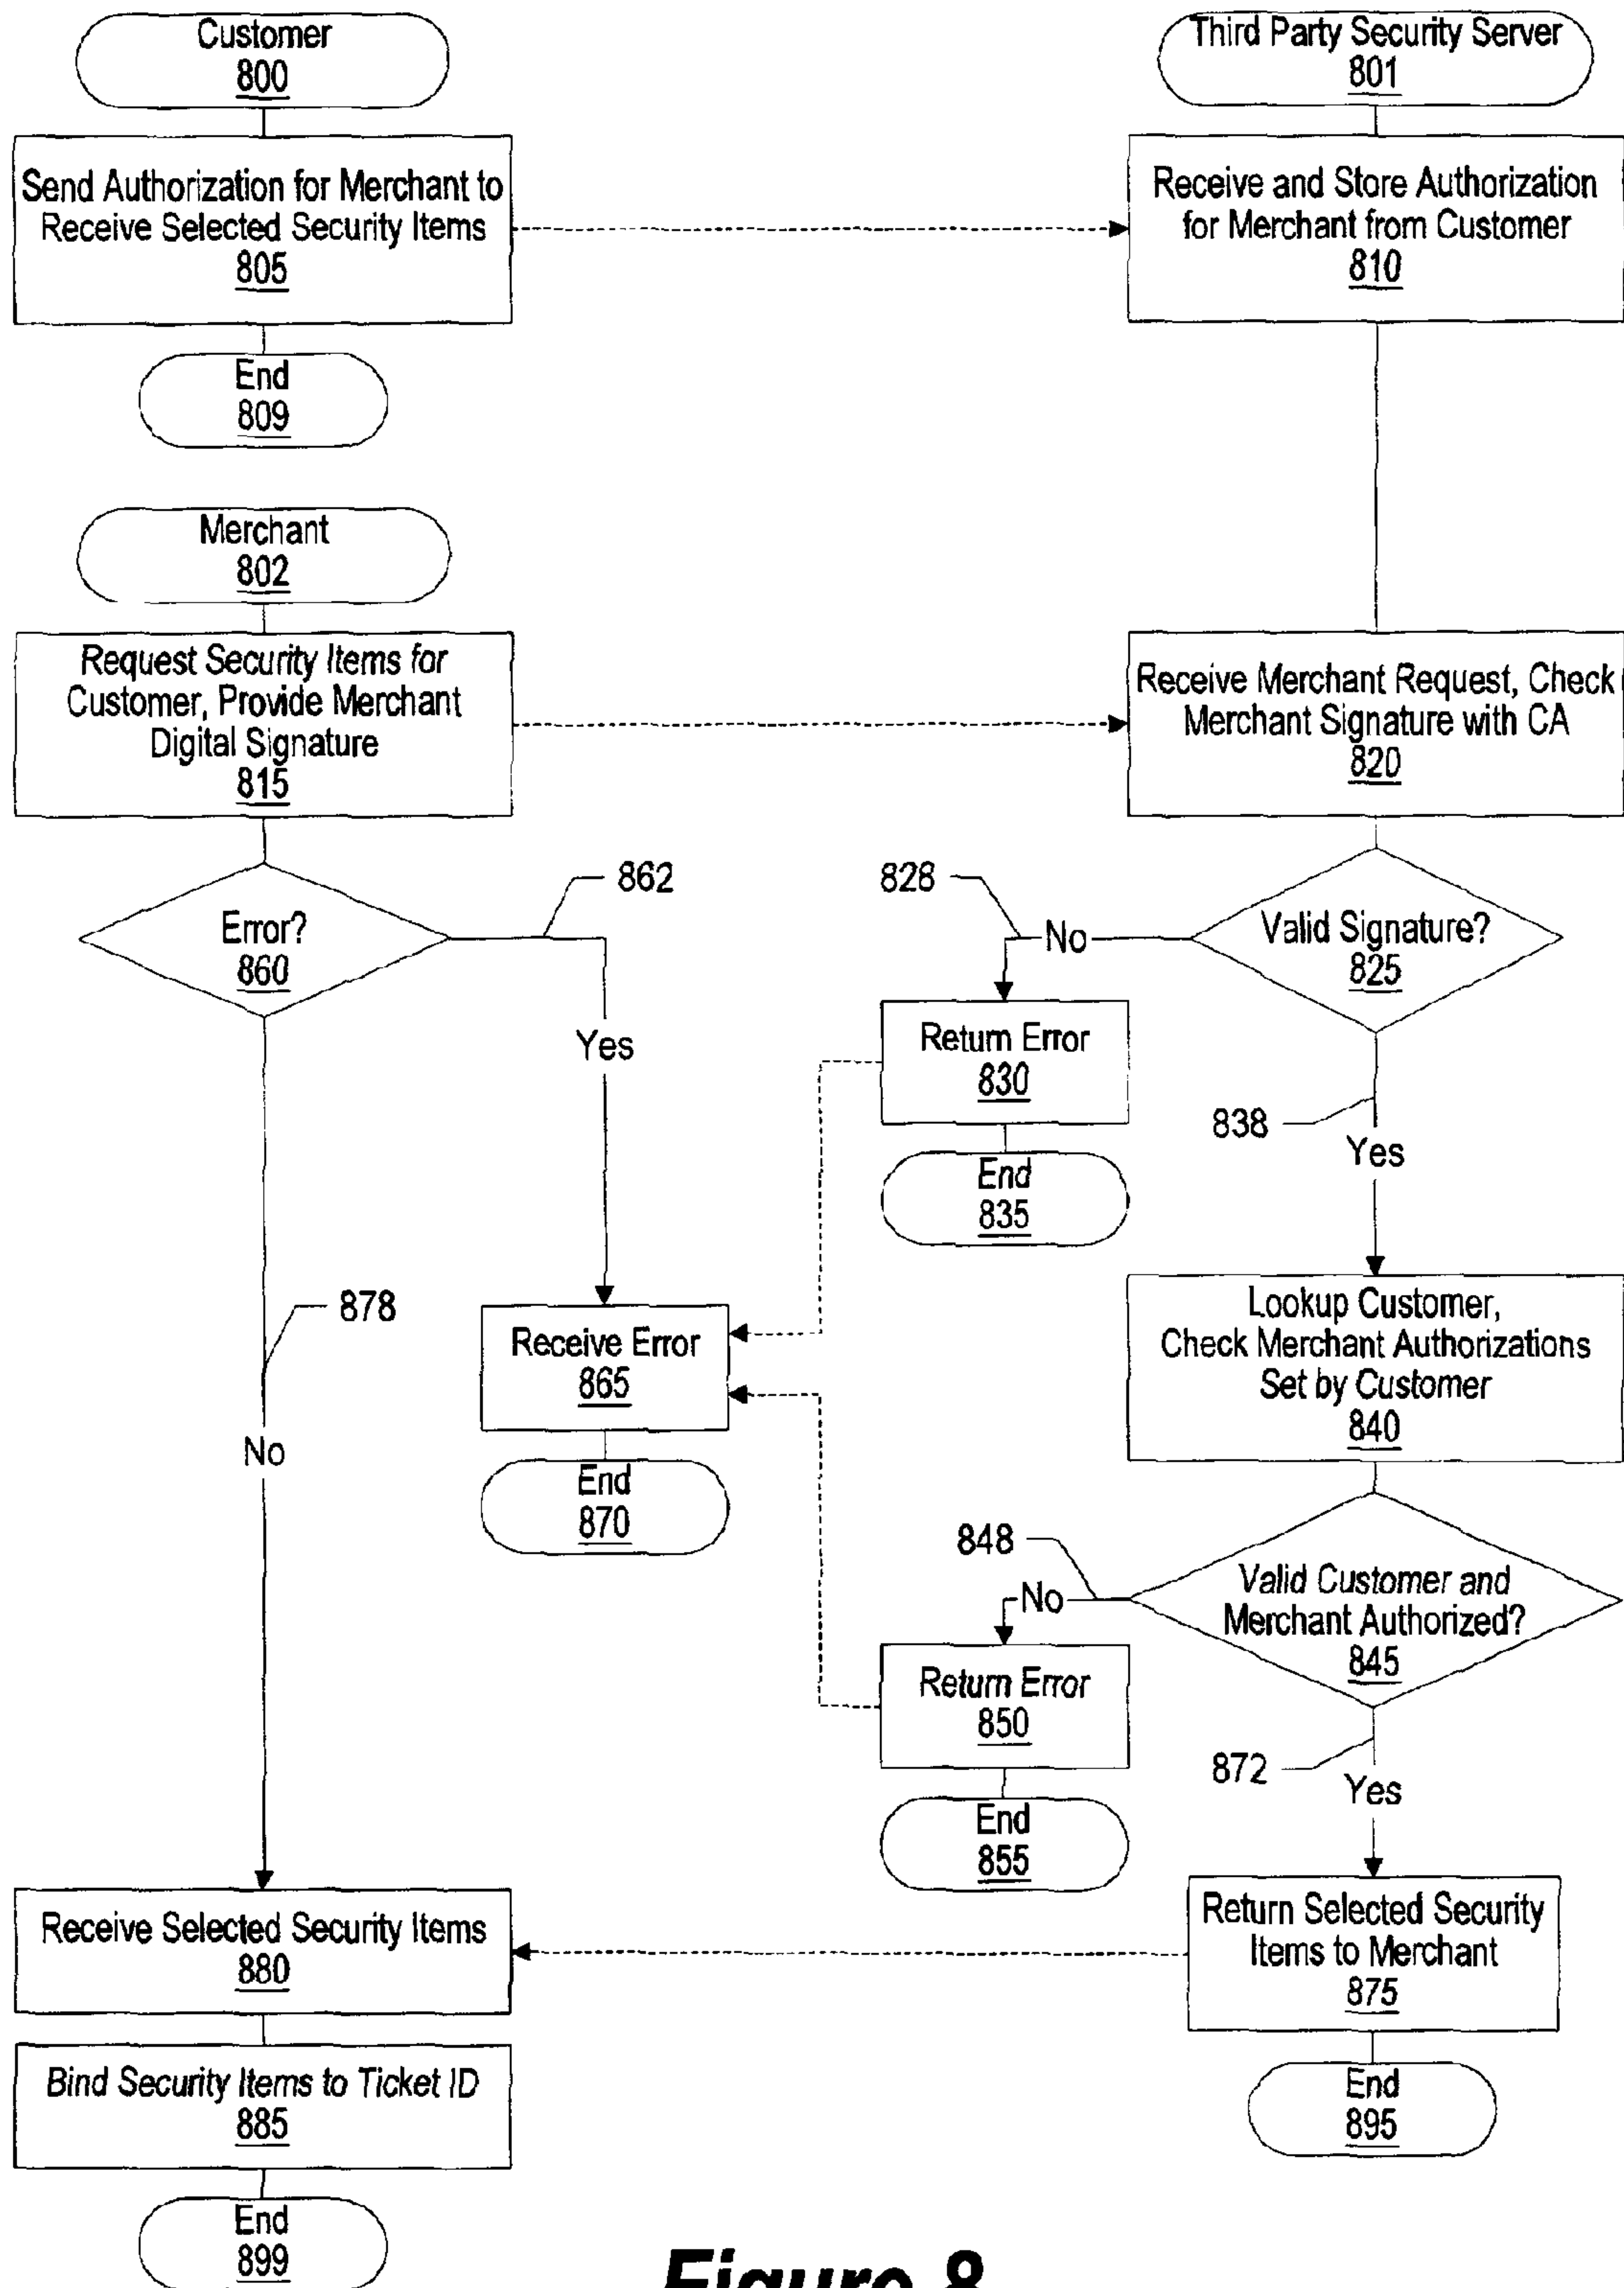 Customer
800
Third Party Security Server
801
Send Authorization for Merchant to
Receive Selected Security Items
805
Receive and Store Authorization
for Merchant from Customer
810
End
809
Merchant
802
Request Security Items for
Customer, Provide Merchant
Digital Signature
815
Receive Merchant Request, Check
Merchant Signature with CA
820
Error?
860
862
Yes
828
No
Valid Signature?
825
Return Error
830
End
835
838
Yes
878
No
Receive Error
865
End
870
Lookup Customer,
Check Merchant Authorizations
Set by Customer
840
848
No
Valid Customer and
Merchant Authorized?
845
Return Error
850
End
855
872
Yes
Receive Selected Security Items
880
Return Selected Security
Items to Merchant
875
Bind Security Items to Ticket ID
885
End
895
End
899
Figure 8